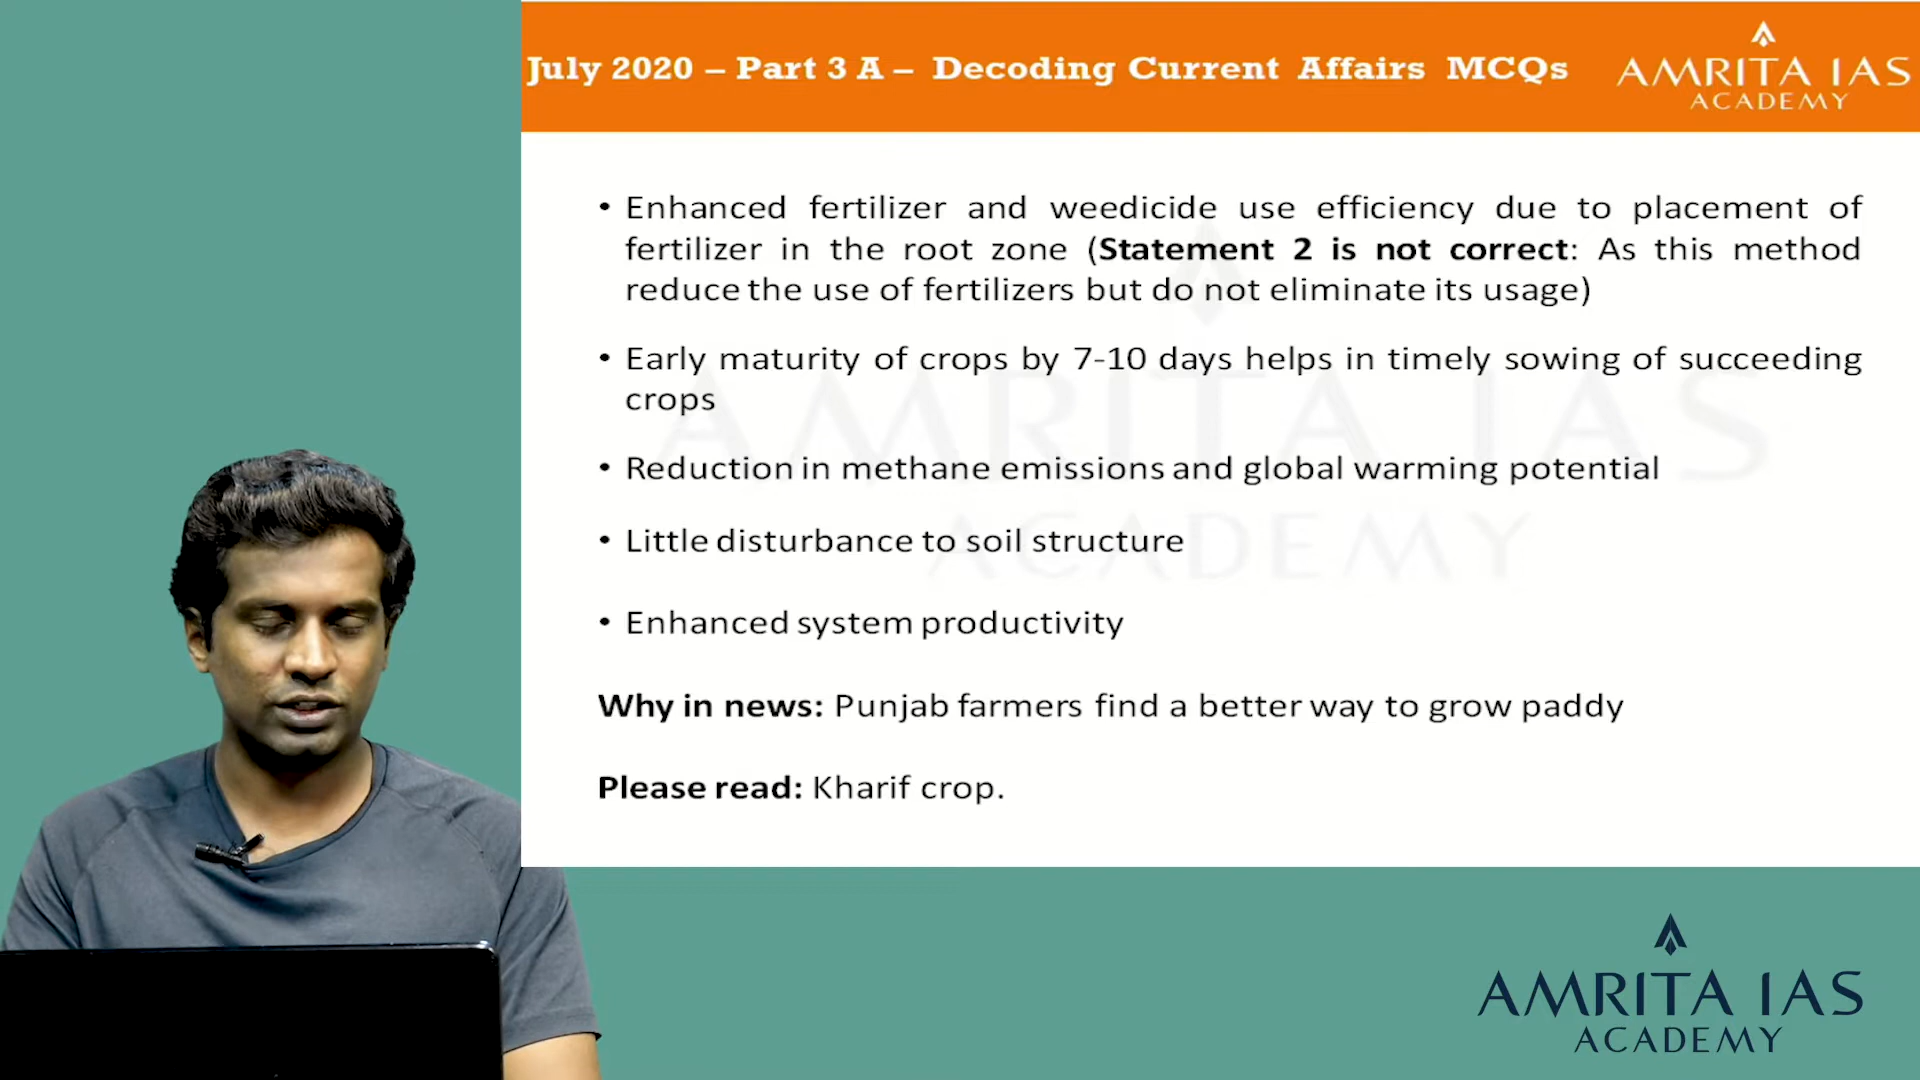 July 2020 – Part 3 A – Decoding Current Affairs MCQs
AMRITA IAS
ACADEMY
• Enhanced fertilizer and weedicide use efficiency due to placement of
fertilizer in the root zone (Statement 2 is not correct: As this method
reduce the use of fertilizers but do not eliminate its usage)
• Early maturity of crops by 7-10 days helps in timely sowing of succeeding
crops
• Reduction in methane emissions and global warming potential
• Little disturbance to soil structure
• Enhanced system productivity
Why in news: Punjab farmers find a better way to grow paddy
Please read: Kharif crop.
AMRITA IAS
ACADEMY
AMRITA IAS
ACADEMY